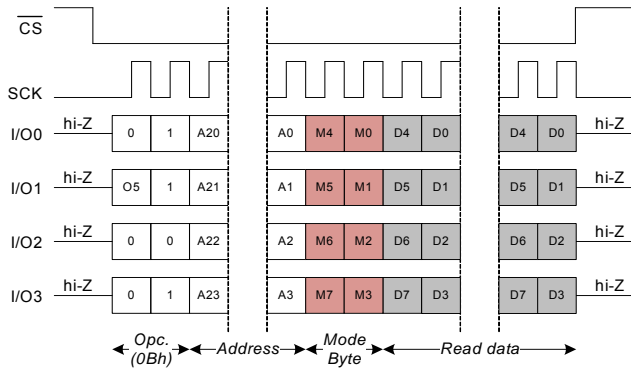 CS
SCK
I/O0 hi-Z 0 1 A20 A0 M4 M0 D4 D0 D4 D0 hi-Z
I/O1 hi-Z O5 1 A21 A1 M5 M1 D5 D1 D5 D1 hi-Z
I/O2 hi-Z 0 0 A22 A2 M6 M2 D6 D2 D6 D2 hi-Z
I/O3 hi-Z 0 1 A23 A3 M7 M3 D7 D3 D7 D3 hi-Z
Opc. Address Mode Read data
(0Bh) Byte